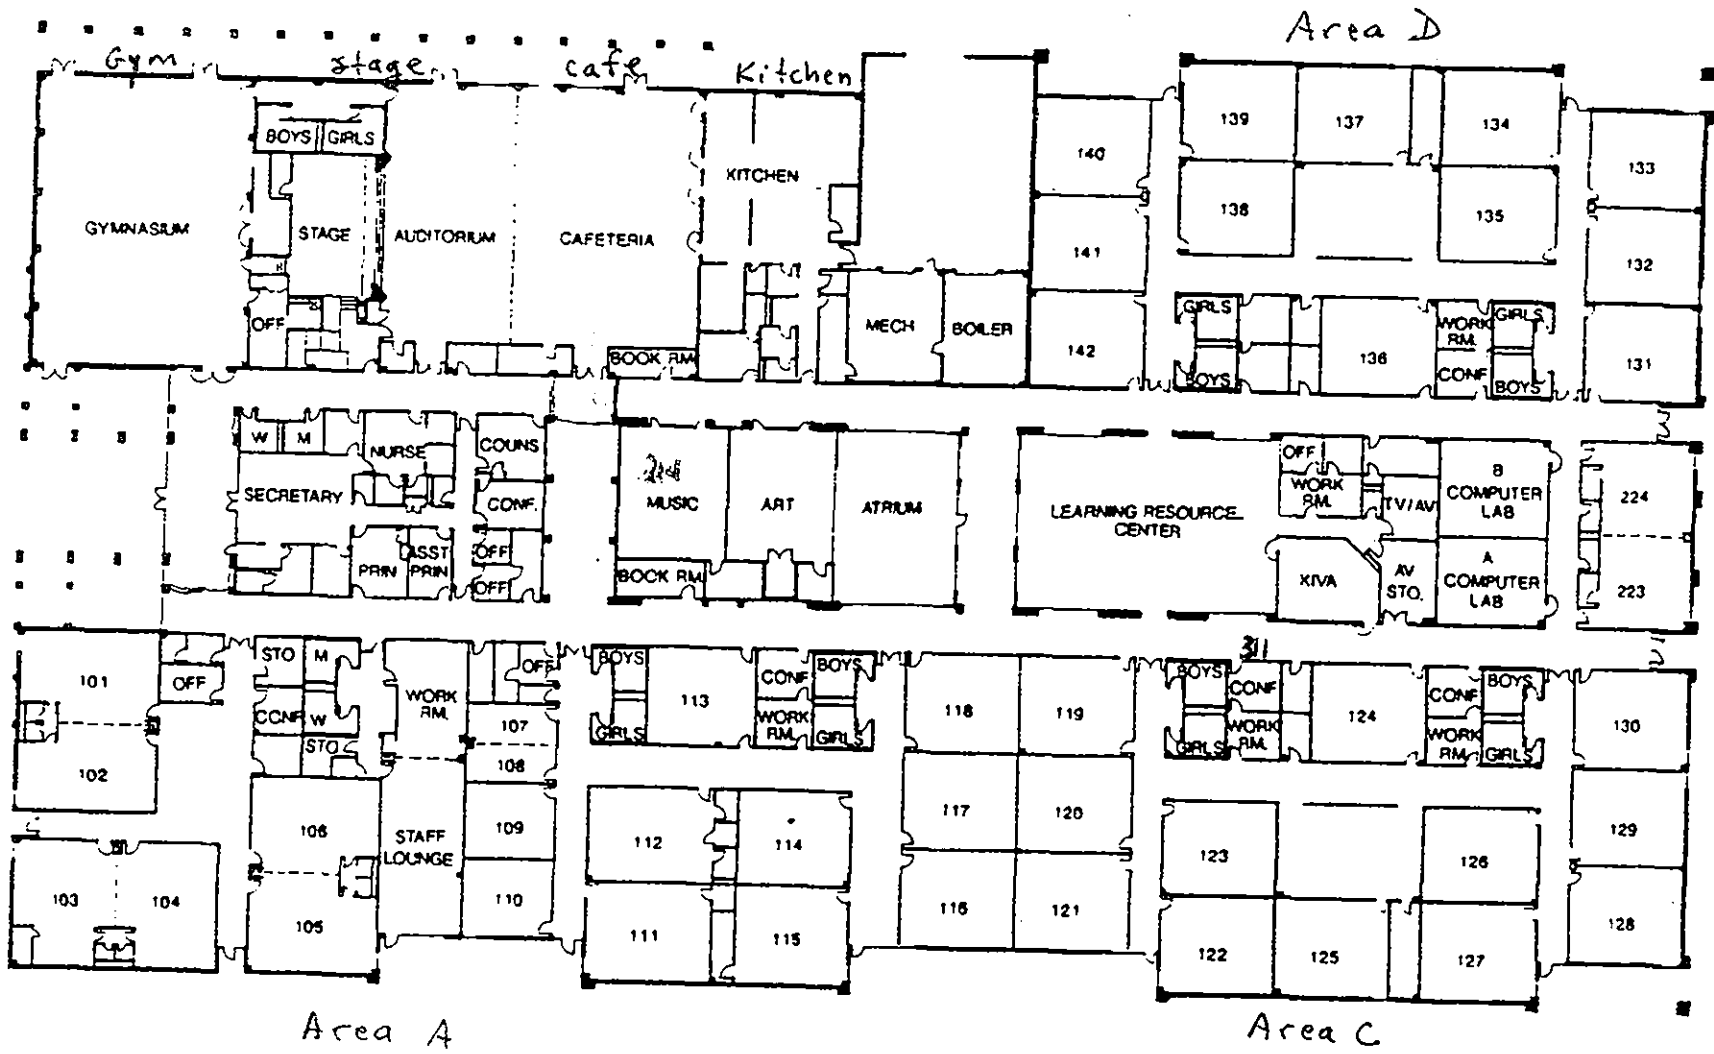 Area D
Gym stage cafe Kitchen
BOYS GIRLS
139 137 134
140 133
KITCHEN
138 135
GYMNASIUM STAGE AUDITORIUM CAFETERIA
141 132
OFF
MECH BOILER
GIRLS WORK RM. GIRLS
142 136 131
BOOK RM
BOYS CONF BOYS
W M NURSE COUNS
OFF
MUSIC ART ATRIUM
SECRETARY CONF.
LEARNING RESOURCE CENTER
WORK RM. TV/AV
B COMPUTER LAB
224
PRIN ASST PRIN OFF
OFF
BOOK RM
KIVA AV STO.
A COMPUTER LAB
223
STO M OFF
BOYS CONF BOYS
311
BOYS CONF CONF BOYS
101 OFF
CONF W WORK RM.
107
113
118 119
124
130
GIRLS WORK RM. GIRLS
GIRLS WORK RM. WORK RM. GIRLS
STO
102 108
106 STAFF LOUNGE 109
112 114
117 120
123 126
129
103 104
105 110
111 115
116 121
122 125 127
128
Area A Area C